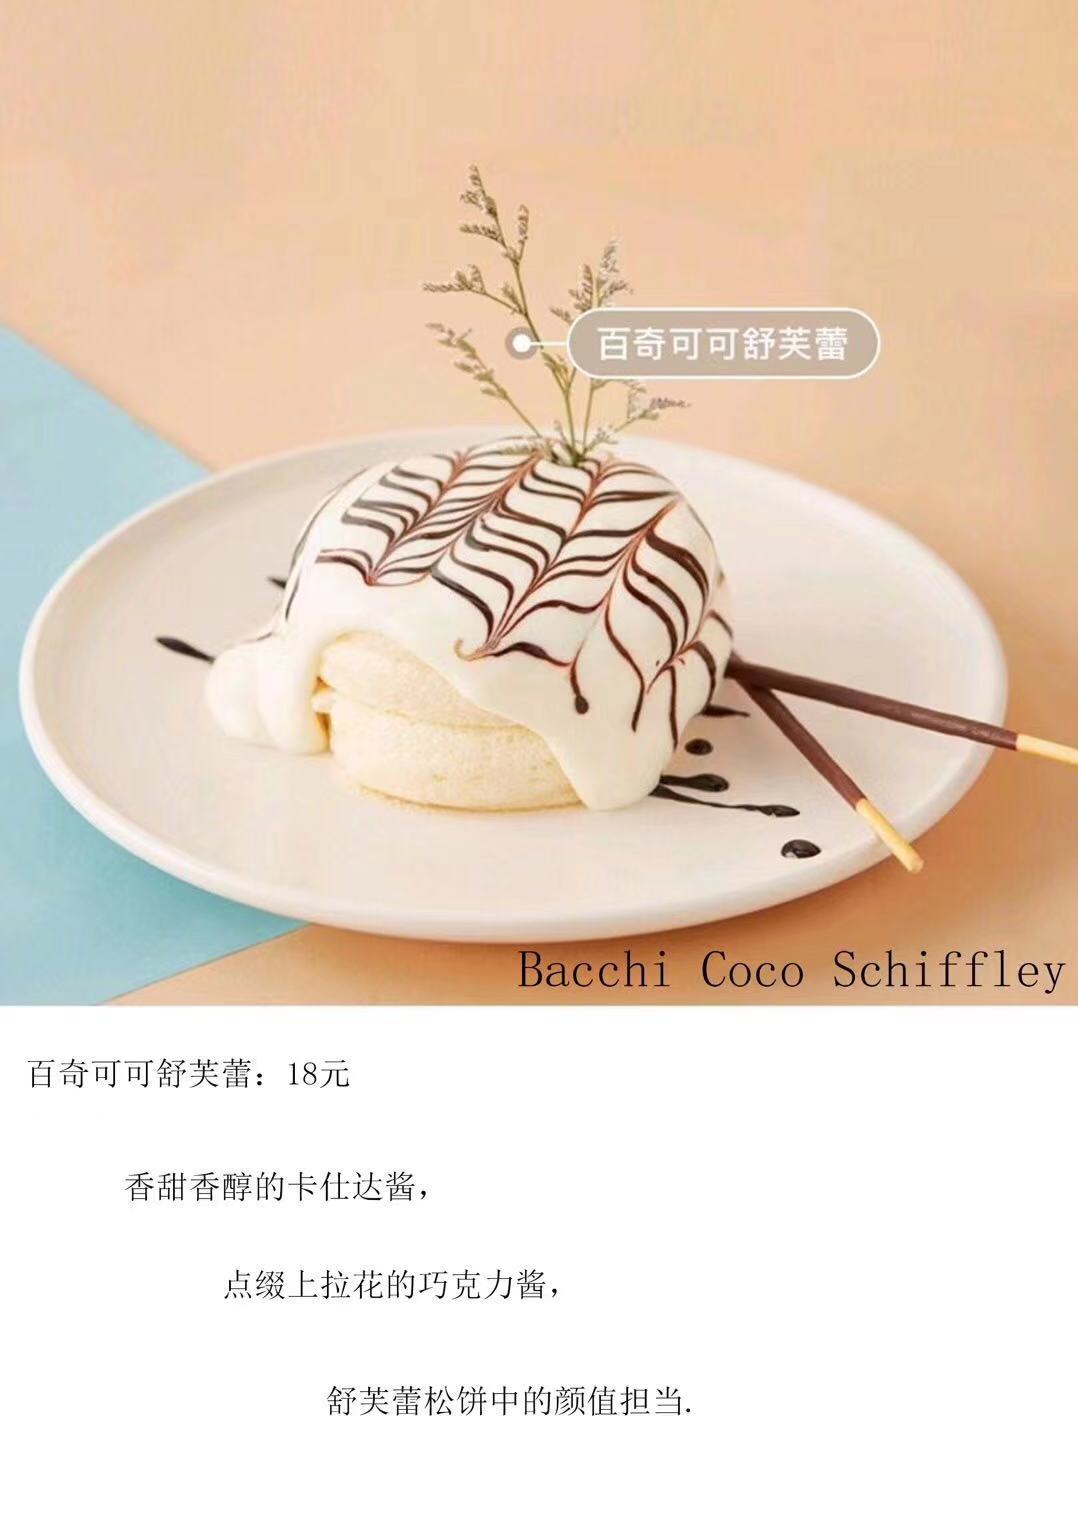 百奇可可舒芙蕾
Bacchi Coco Schiffley
百奇可可舒芙蕾：18元
香甜香醇的卡仕达酱，
点缀上拉花的巧克力酱，
舒芙蕾松饼中的颜值担当.